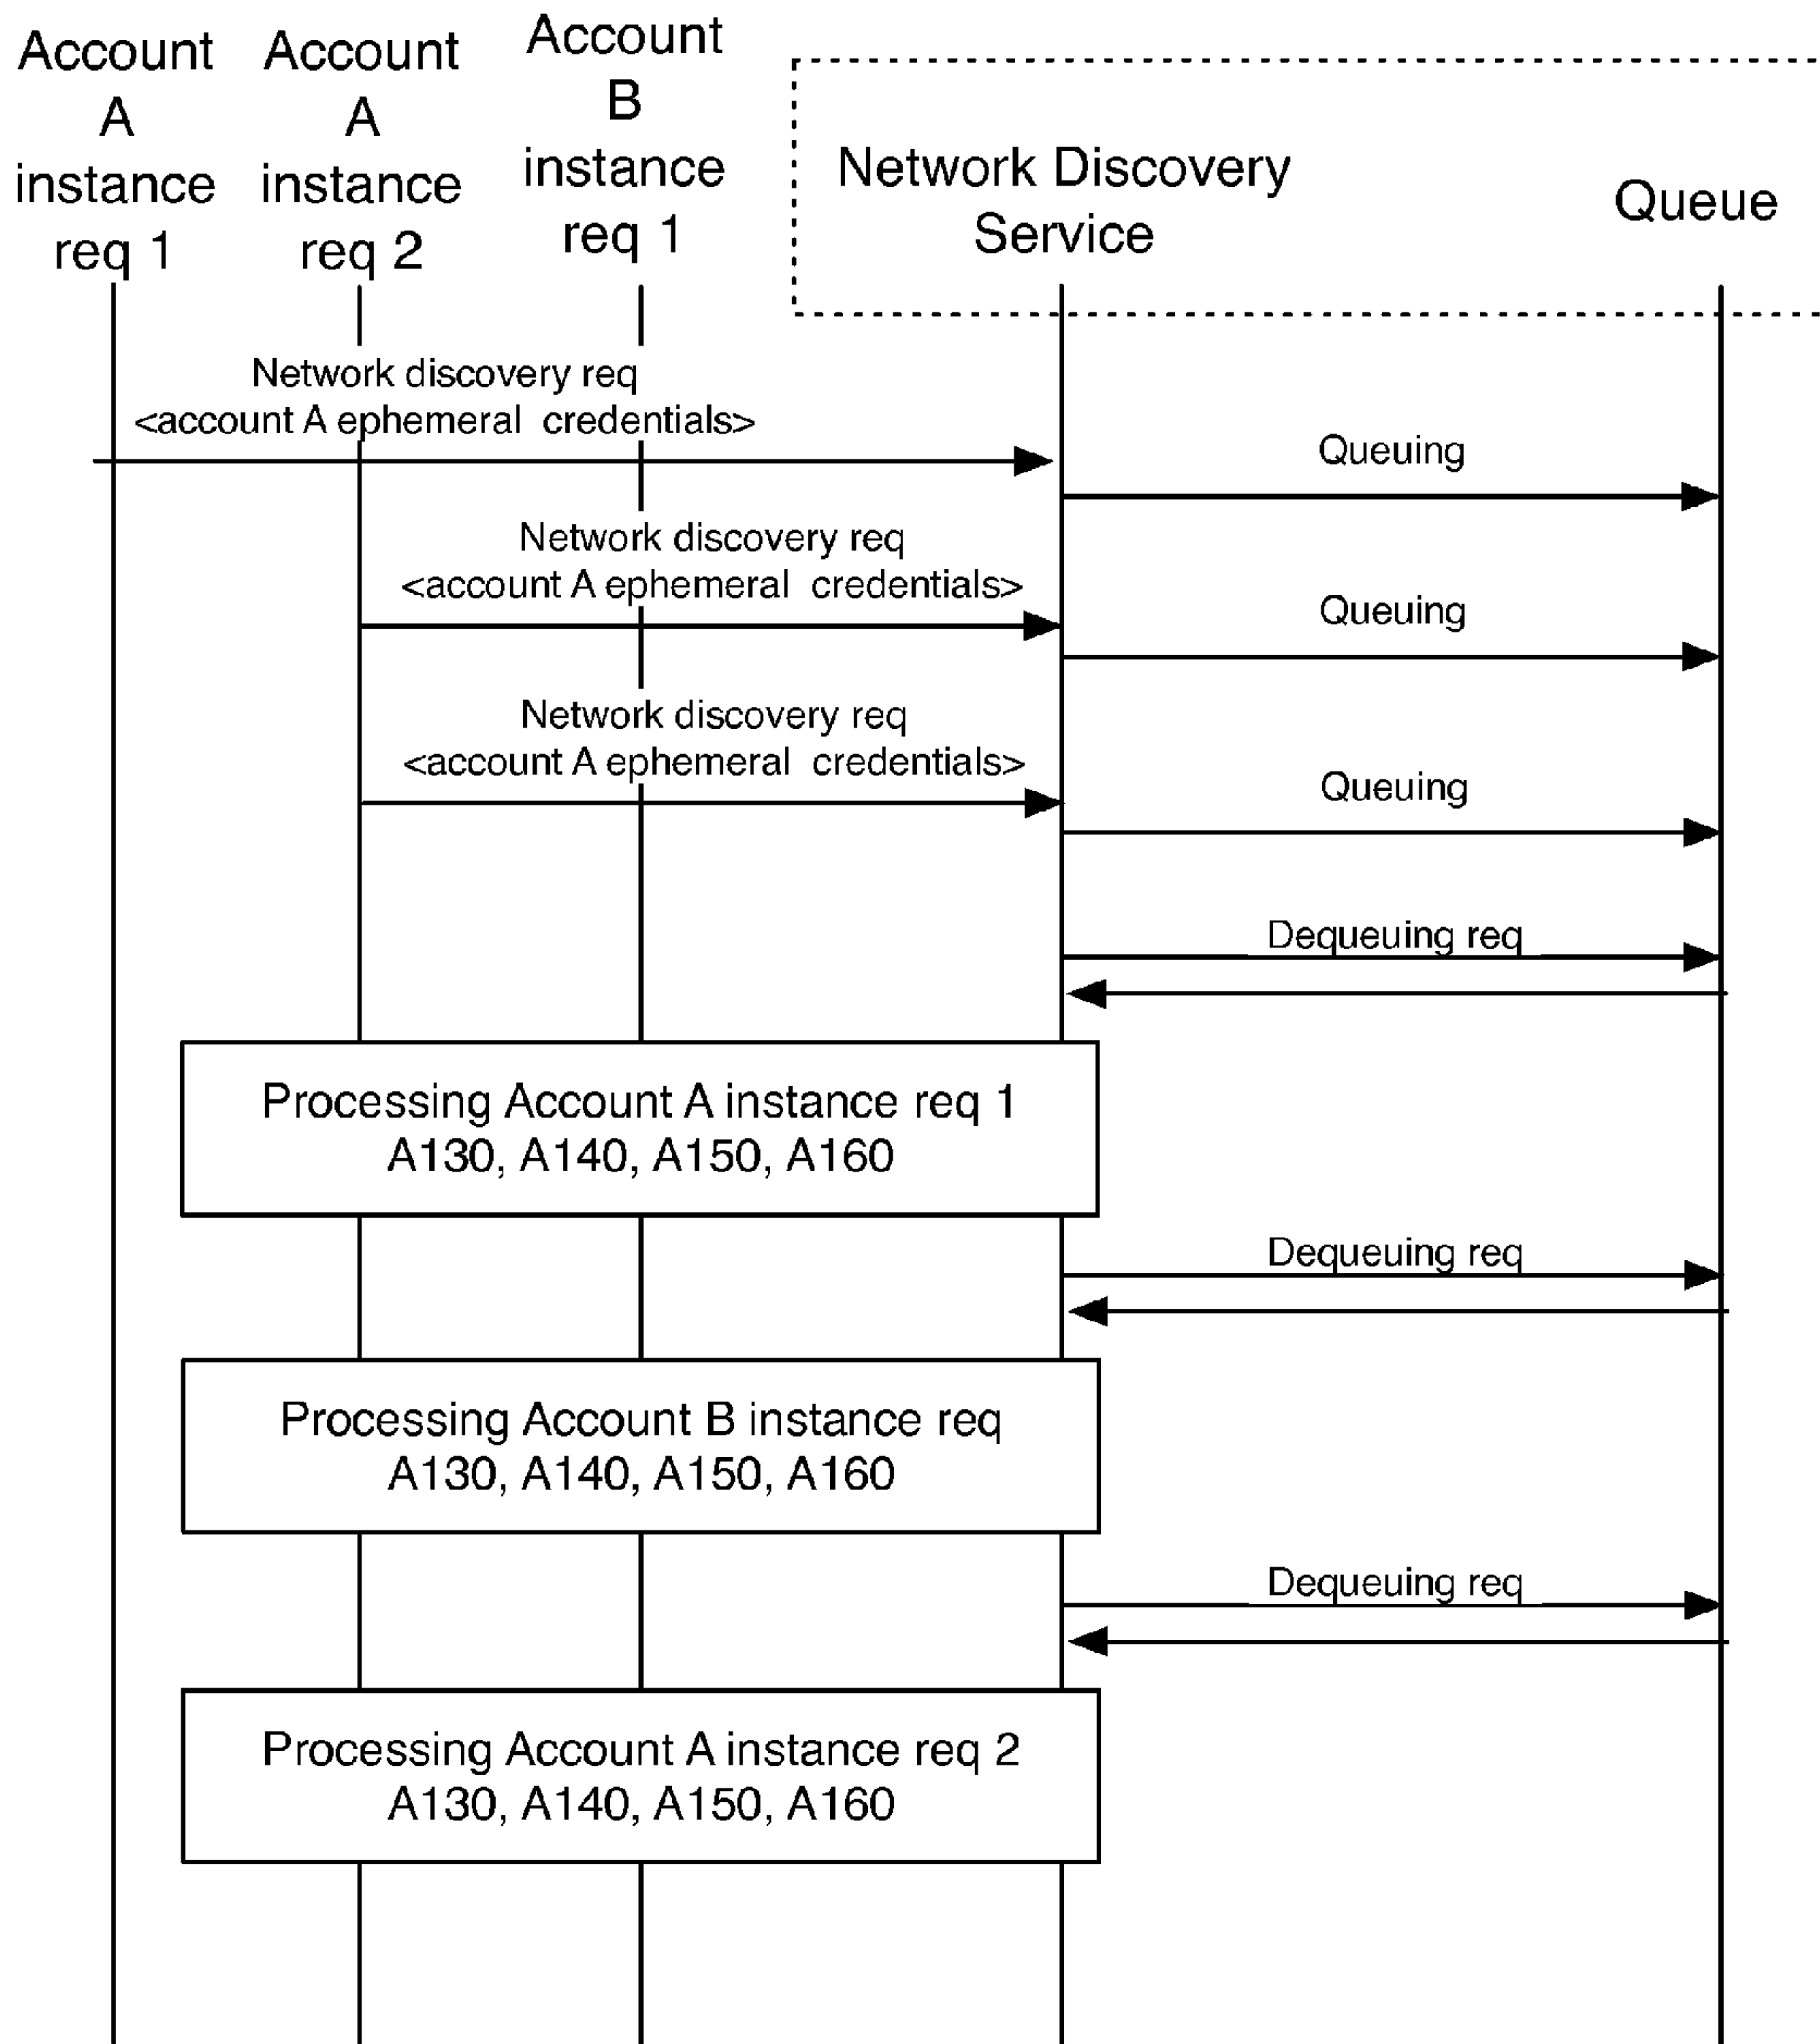 Account
A
instance
req 1
Account
A
instance
req 2
Account
B
instance
req 1
Network Discovery
Service
Queue
Network discovery req
<account A ephemeral  credentials>
Queuing
Network discovery req
<account A ephemeral  credentials>
Queuing
Network discovery req
<account A ephemeral  credentials>
Queuing
Dequeuing req
Processing Account A instance req 1
A130, A140, A150, A160
Dequeuing req
Processing Account B instance req
A130, A140, A150, A160
Dequeuing req
Processing Account A instance req 2
A130, A140, A150, A160